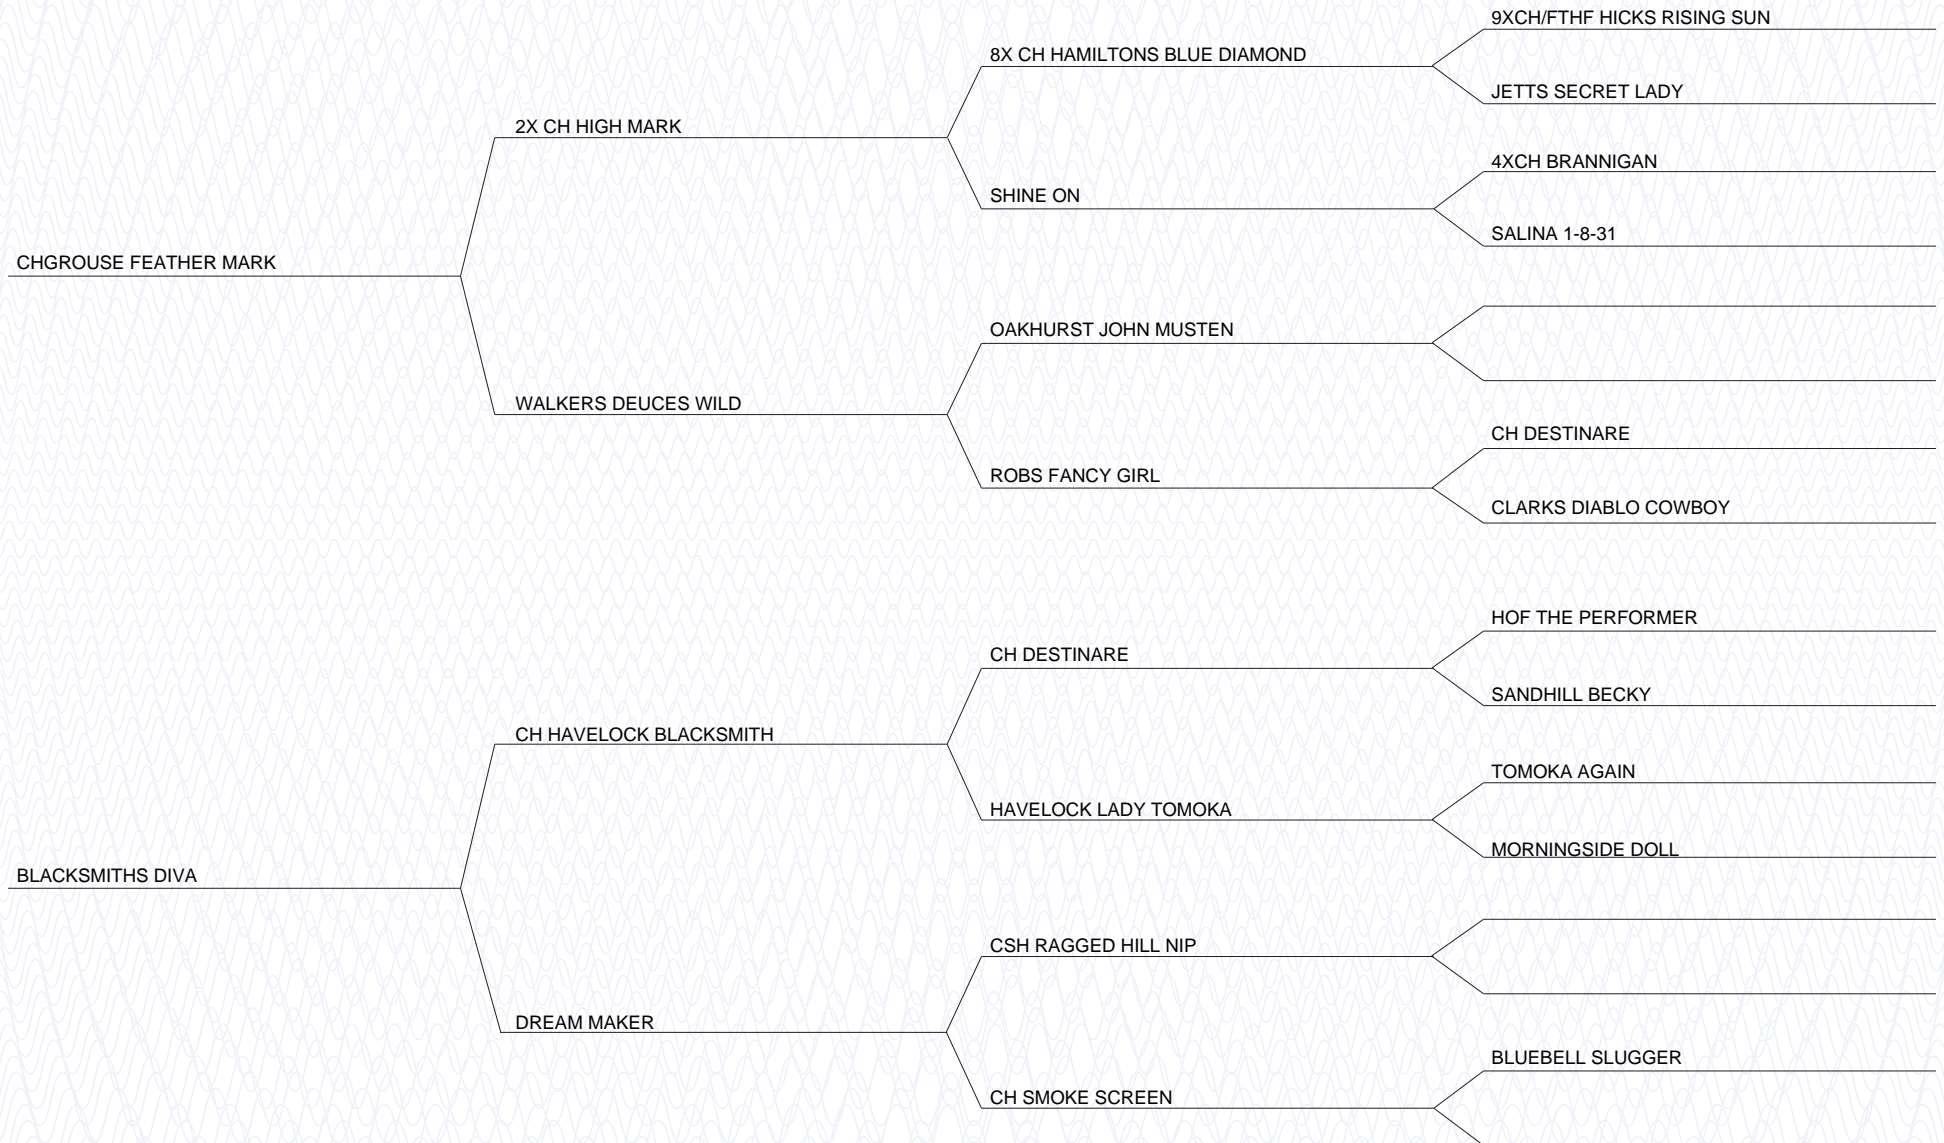 9XCH/FTHF HICKS RISING SUN
8X CH HAMILTONS BLUE DIAMOND
JETTS SECRET LADY
2X CH HIGH MARK
4XCH BRANNIGAN
SHINE ON
SALINA 1-8-31
CHGROUSE FEATHER MARK
OAKHURST JOHN MUSTEN
WALKERS DEUCES WILD
CH DESTINARE
ROBS FANCY GIRL
CLARKS DIABLO COWBOY
HOF THE PERFORMER
CH DESTINARE
SANDHILL BECKY
CH HAVELOCK BLACKSMITH
TOMOKA AGAIN
HAVELOCK LADY TOMOKA
MORNINGSIDE DOLL
BLACKSMITHS DIVA
CSH RAGGED HILL NIP
DREAM MAKER
BLUEBELL SLUGGER
CH SMOKE SCREEN